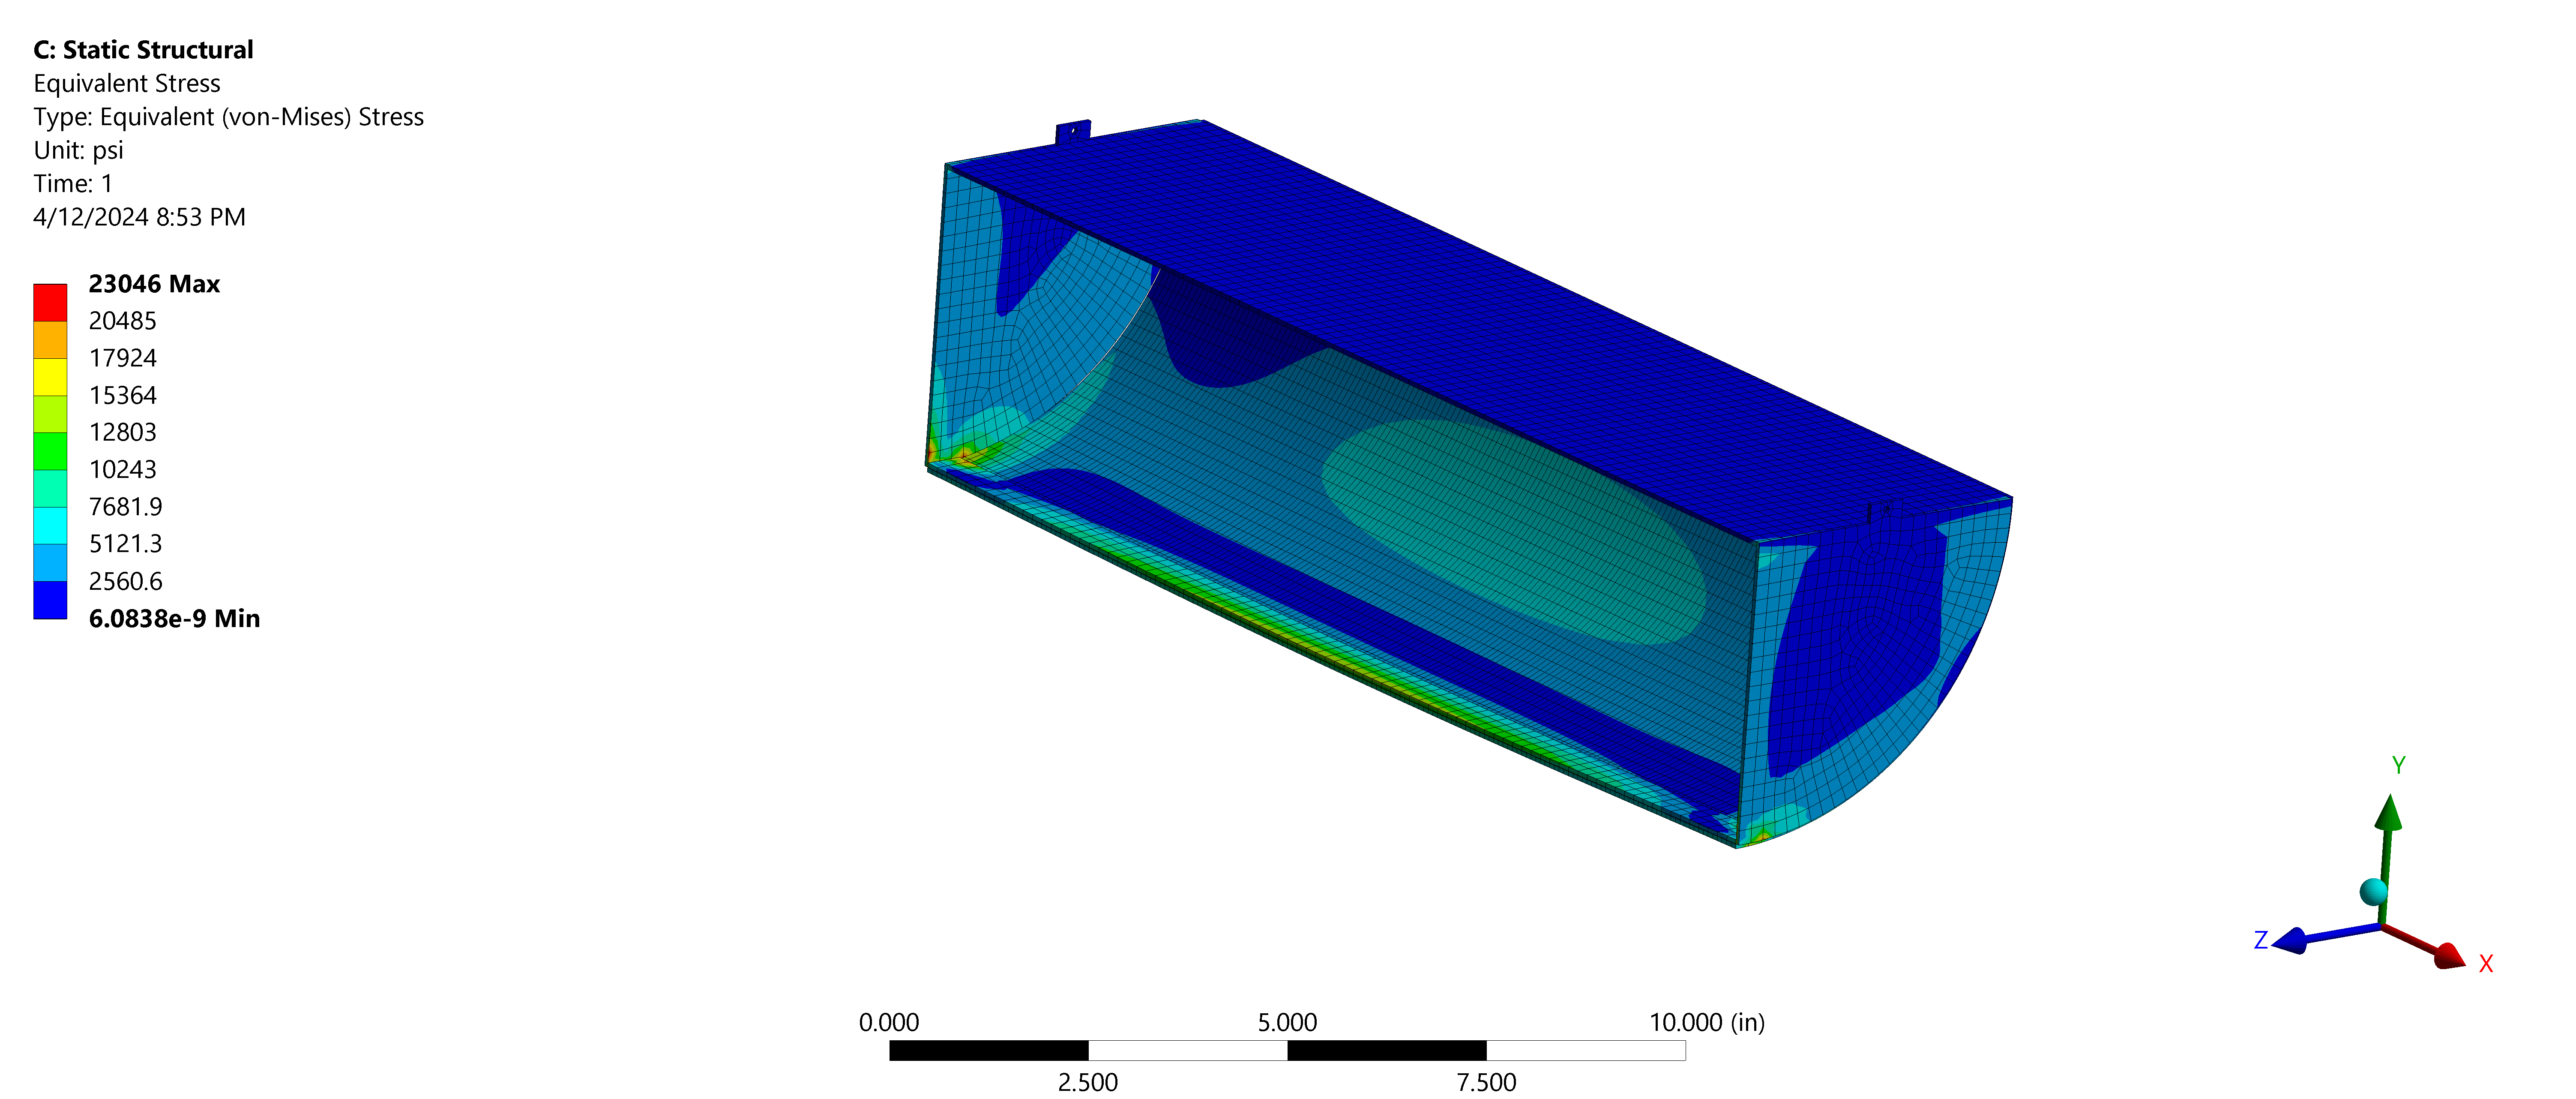 C: Static Structural
Equivalent Stress
Type: Equivalent (von-Mises) Stress
Unit: psi
Time: 1
4/12/2024 8:53 PM
23046 Max
20485
17924
15364
12803
10243
7681.9
5121.3
2560.6
6.0838e-9 Min
Y
Z
X
0.000 5.000 10.000 (in)
2.500 7.500